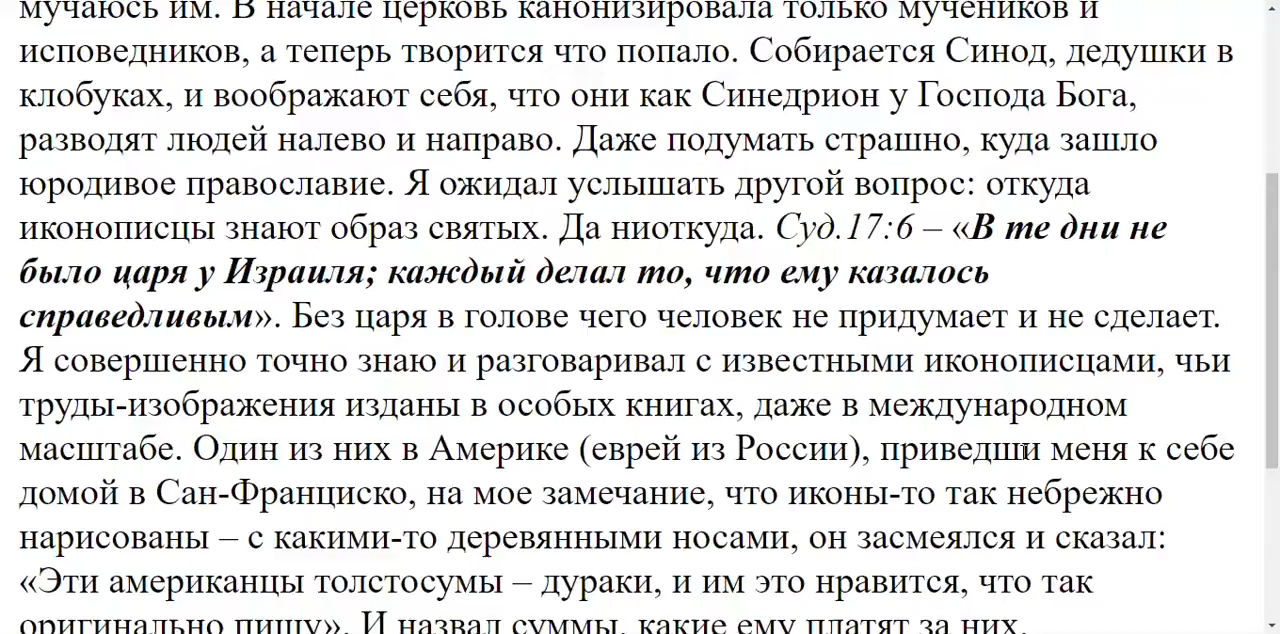 мучаюсь им. В начале церковь канонизировала только мучеников и
исповедников, а теперь творится что попало. Собирается Синод, дедушки в
клобуках, и воображают себя, что они как Синедрион у Господа Бога,
разводят людей налево и направо. Даже подумать страшно, куда зашло
юродивое православие. Я ожидал услышать другой вопрос: откуда
иконописцы знают образ святых. Да ниоткуда. Суд.17:6 – «В те дни не
было царя у Израиля; каждый делал то, что ему казалось
справедливым». Без царя в голове чего человек не придумает и не сделает.
Я совершенно точно знаю и разговаривал с известными иконописцами, чьи
труды-изображения изданы в особых книгах, даже в международном
масштабе. Один из них в Америке (еврей из России), приведши меня к себе
домой в Сан-Франциско, на мое замечание, что иконы-то так небрежно
нарисованы – с какими-то деревянными носами, он засмеялся и сказал:
«Эти американцы толстосумы – дураки, и им это нравится, что так
оригинально пишу». И назвал суммы, какие ему платят за них.